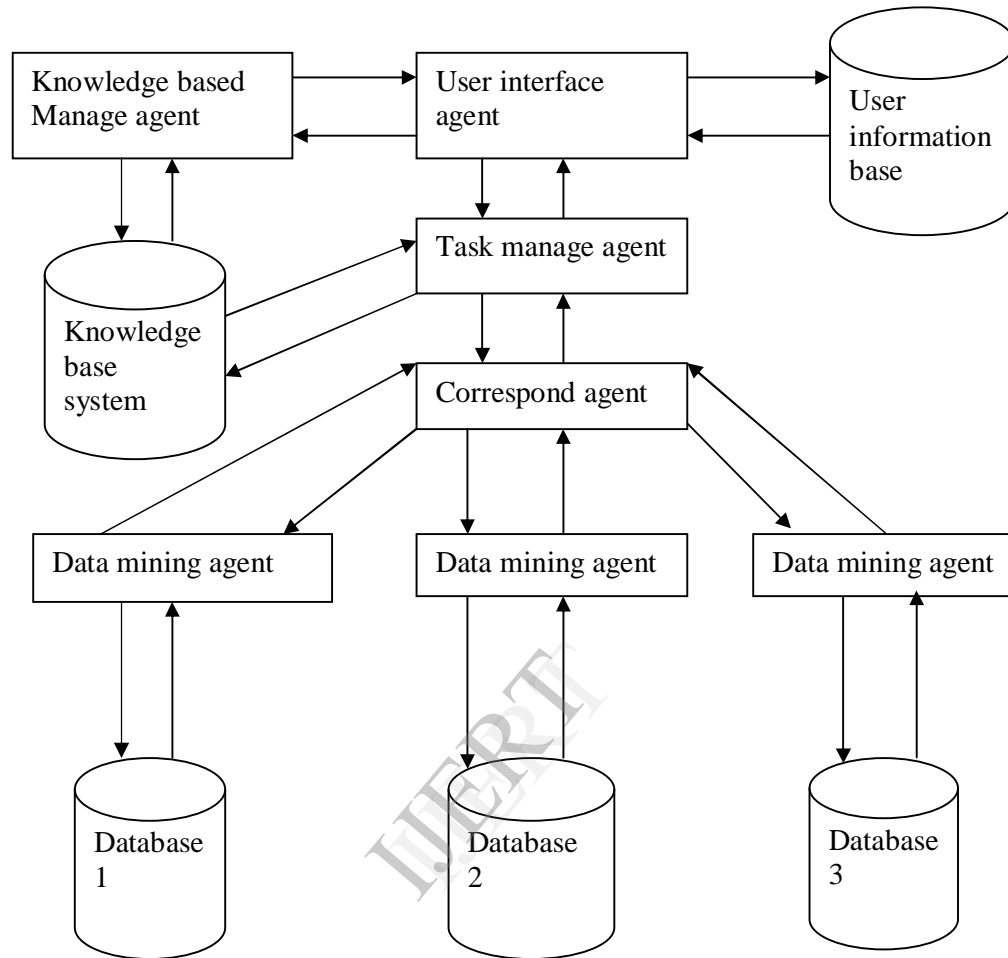 Knowledge based
Manage agent
User interface
agent
User
information
base
Task manage agent
Knowledge
base
system
Correspond agent
Data mining agent
Data mining agent
Data mining agent
IJERT
Database
1
Database
2
Database
3